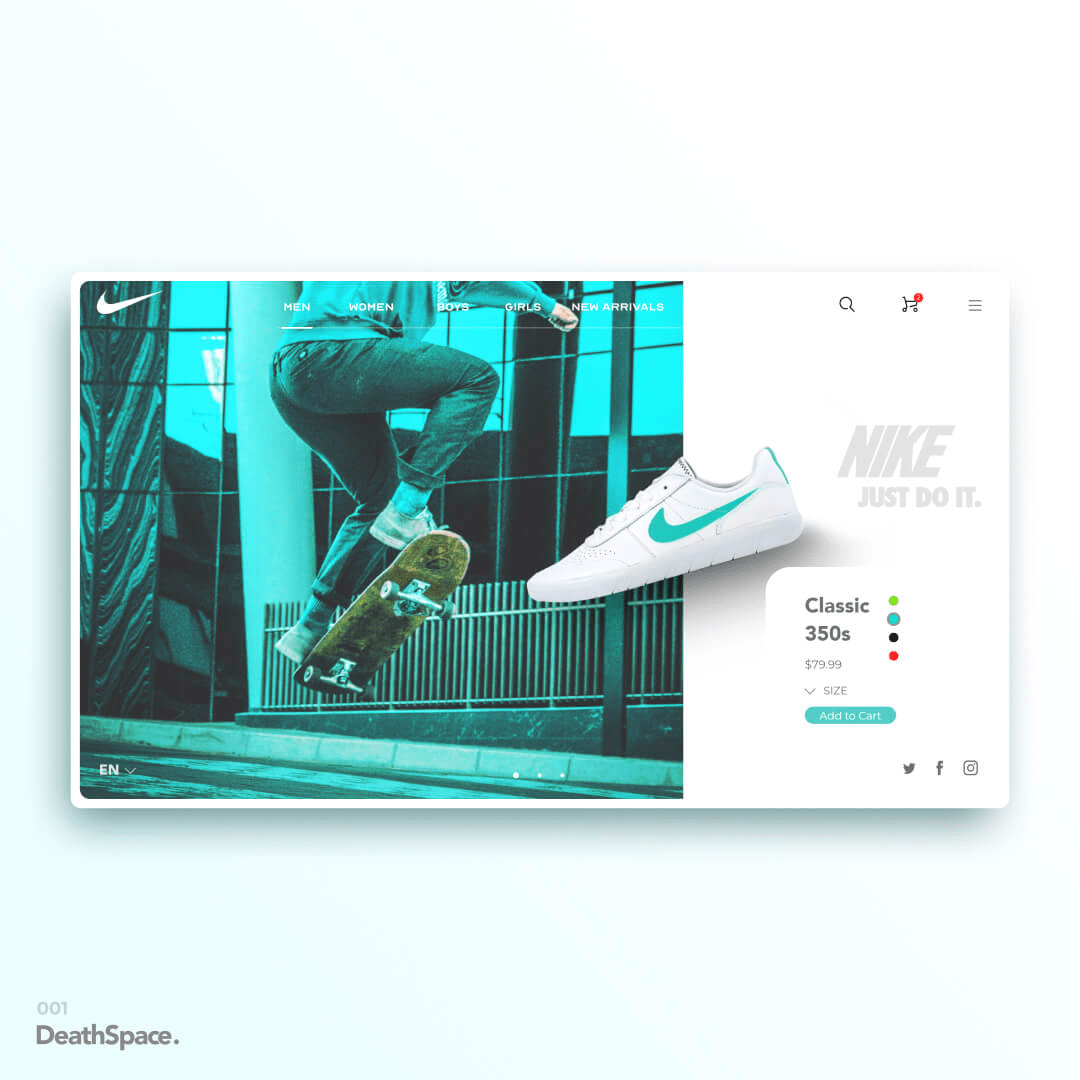 MEN WOMEN BOYS GIRLS NEW ARRIVALS
2
NIKE
JUST DO IT.
Classic
350s
$79.99
SIZE
Add to Cart
EN
001
DeathSpace.